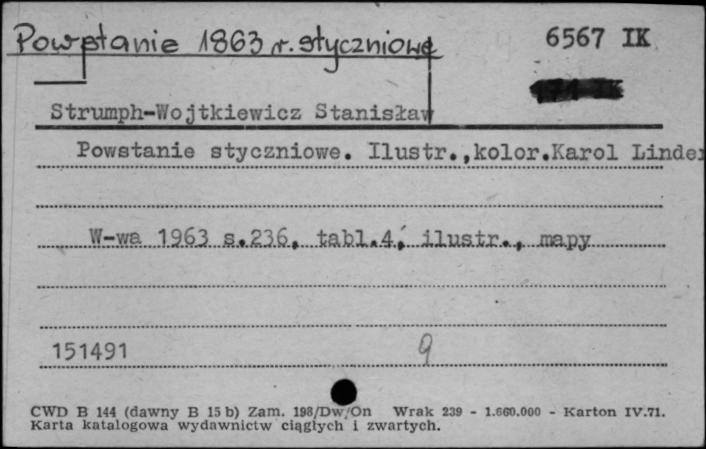 Powstanie 1863 r. styczniowe
6567 IK
Strumph-Wojtkiewicz Stanisław
Powstanie styczniowe. Ilustr.,kolor.Karol Linder
W-wa 1963 s.236, tabl.4, ilustr., mapy
151491 9
CWD B 144 (dawny B 15 b) Zam. 198/Dw/On Wrak 239 - 1.660.000 - Karton IV.71.
Karta katalogowa wydawnictw ciągłych i zwartych.